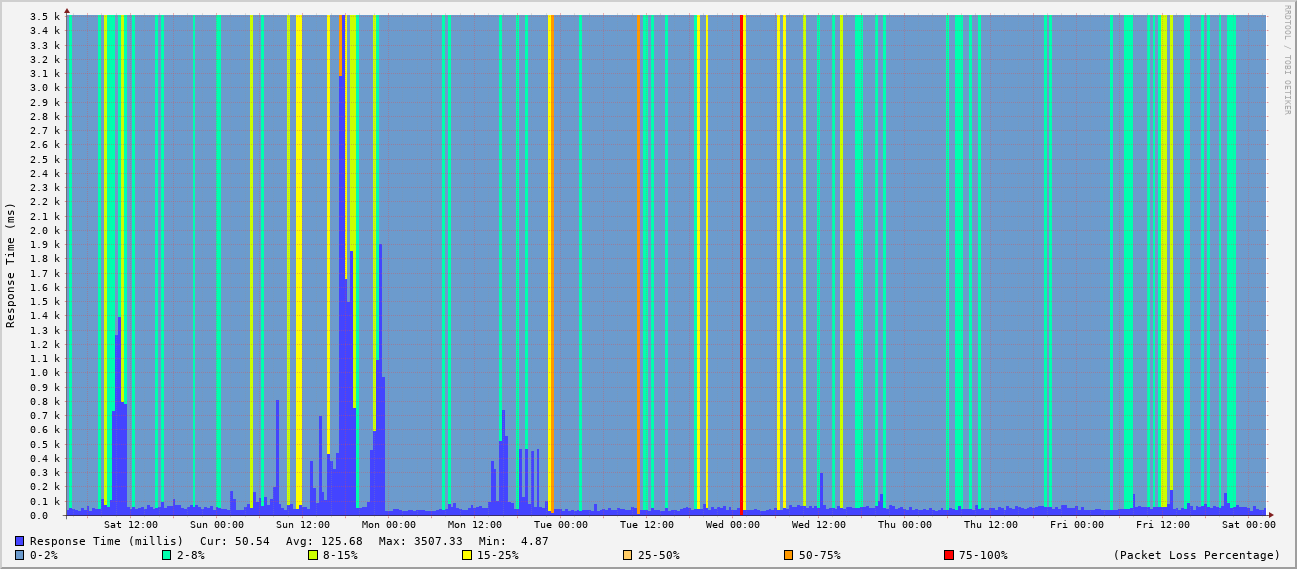 RRDTOOL / TOBI OETIKER
Response Time (ms)
3.5 k
3.4 k
3.3 k
3.2 k
3.1 k
3.0 k
2.9 k
2.8 k
2.7 k
2.6 k
2.5 k
2.4 k
2.3 k
2.2 k
2.1 k
2.0 k
1.9 k
1.8 k
1.7 k
1.6 k
1.5 k
1.4 k
1.3 k
1.2 k
1.1 k
1.0 k
0.9 k
0.8 k
0.7 k
0.6 k
0.5 k
0.4 k
0.3 k
0.2 k
0.1 k
0.0
Sat 12:00 Sun 00:00 Sun 12:00 Mon 00:00 Mon 12:00 Tue 00:00 Tue 12:00 Wed 00:00 Wed 12:00 Thu 00:00 Thu 12:00 Fri 00:00 Fri 12:00 Sat 00:00
Response Time (millis) Cur: 50.54 Avg: 125.68 Max: 3507.33 Min: 4.87
0-2% 2-8% 8-15% 15-25% 25-50% 50-75% 75-100% (Packet Loss Percentage)